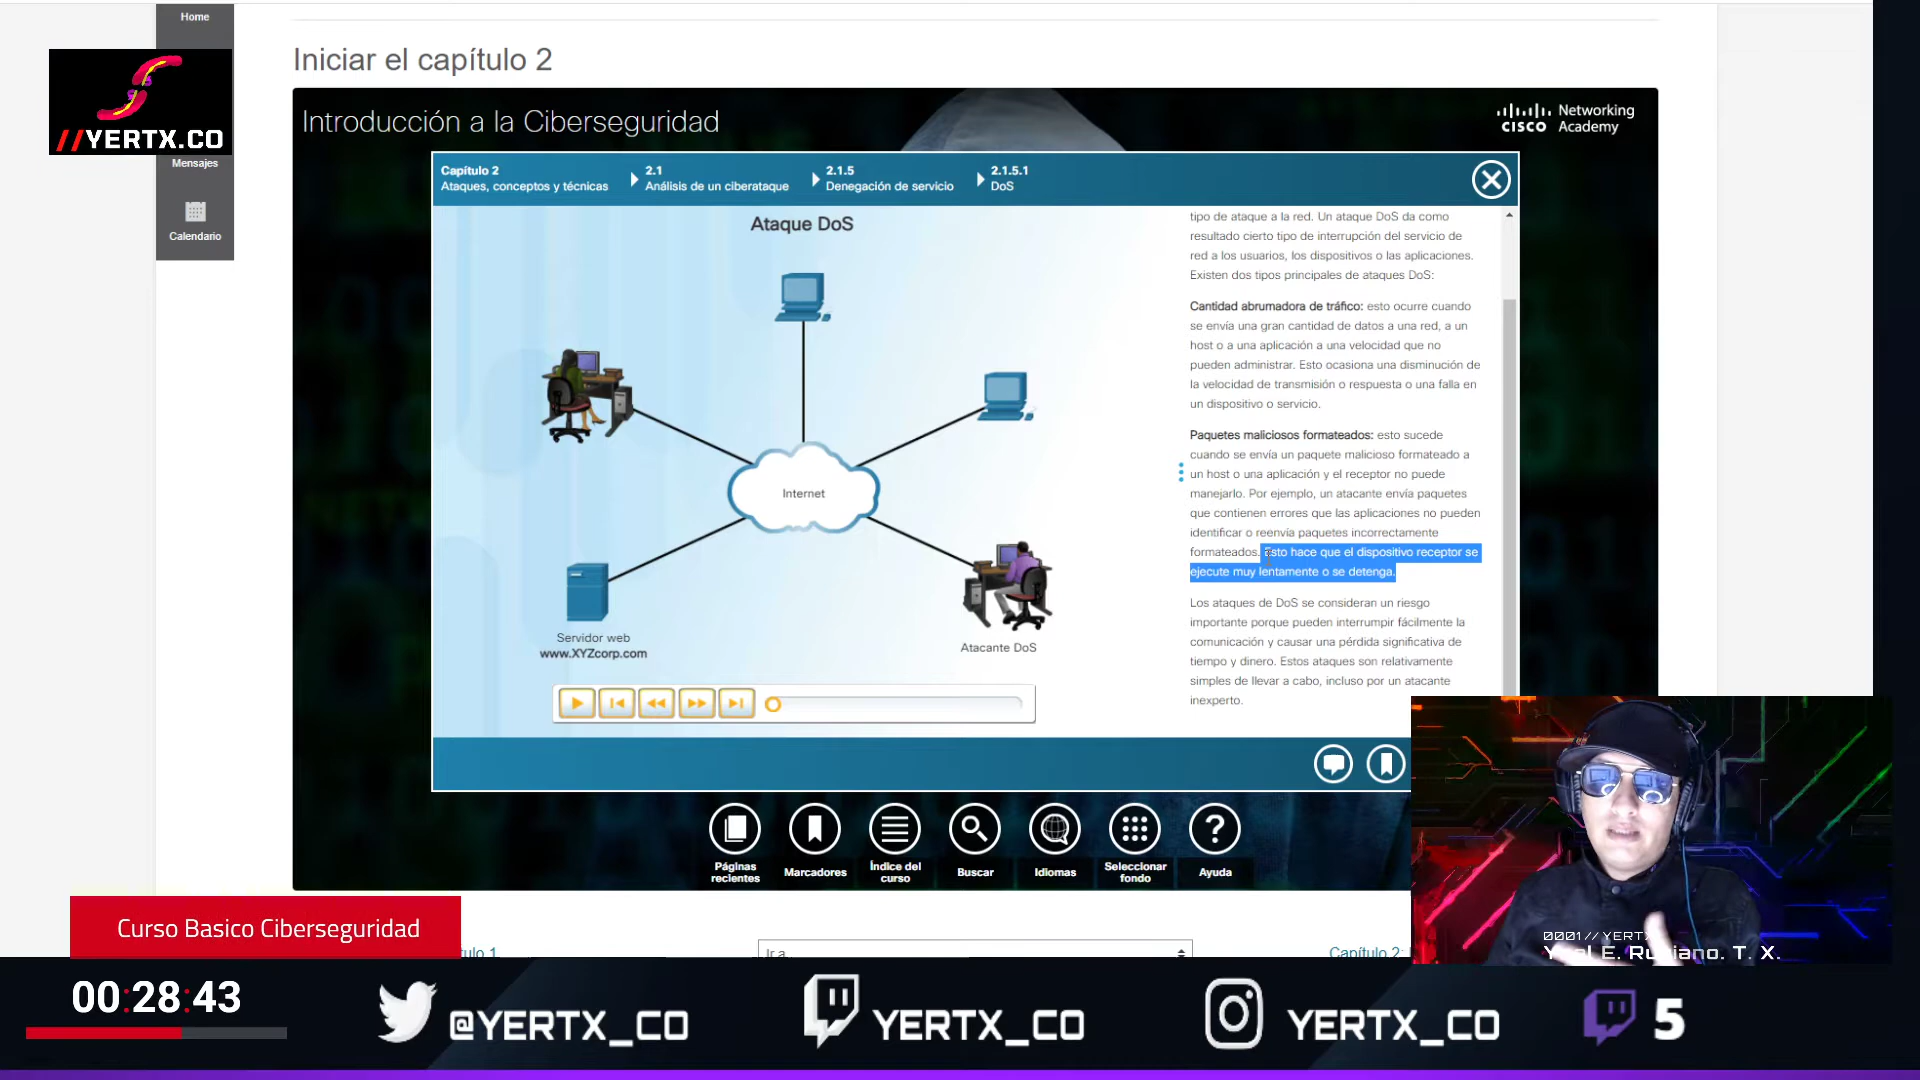 Home
//YERTX.CO
Mensajes
Calendario
Iniciar el capítulo 2
Introducción a la Ciberseguridad
CISCO
Networking
Academy
Capítulo 2
Ataques, conceptos y técnicas
2.1
Análisis de un ciberataque
2.1.5
Denegación de servicio
2.1.5.1
DoS
Ataque DoS
Internet
Servidor web
www.XYZcorp.com
Atacante DoS
tipo de ataque a la red. Un ataque DoS da como
resultado cierto tipo de interrupción del servicio de
red a los usuarios, los dispositivos o las aplicaciones.
Existen dos tipos principales de ataques DoS:
Cantidad abrumadora de tráfico: esto ocurre cuando
se envía una gran cantidad de datos a una red, a un
host o a una aplicación a una velocidad que no
pueden administrar. Esto ocasiona una disminución de
la velocidad de transmisión o respuesta o una falla en
un dispositivo o servicio.
Paquetes maliciosos formateados: esto sucede
cuando se envía un paquete malicioso formateado a
un host o una aplicación y el receptor no puede
manejarlo. Por ejemplo, un atacante envía paquetes
que contienen errores que las aplicaciones no pueden
identificar o reenvía paquetes incorrectamente
formateados. Esto hace que el dispositivo receptor se
ejecute muy lentamente o se detenga.
Los ataques de DoS se consideran un riesgo
importante porque pueden interrumpir fácilmente la
comunicación y causar una pérdida significativa de
tiempo y dinero. Estos ataques son relativamente
simples de llevar a cabo, incluso por un atacante
inexperto.
Páginas
recientes
Marcadores
Índice del
curso
Buscar
Idiomas
Seleccionar
fondo
Ayuda
Curso Basico Ciberseguridad
1
Ir a
Capítulo 2:
0001 // YERTX
E. T. X.
00:28:43
@YERTX_CO
YERTX_CO
YERTX_CO
5